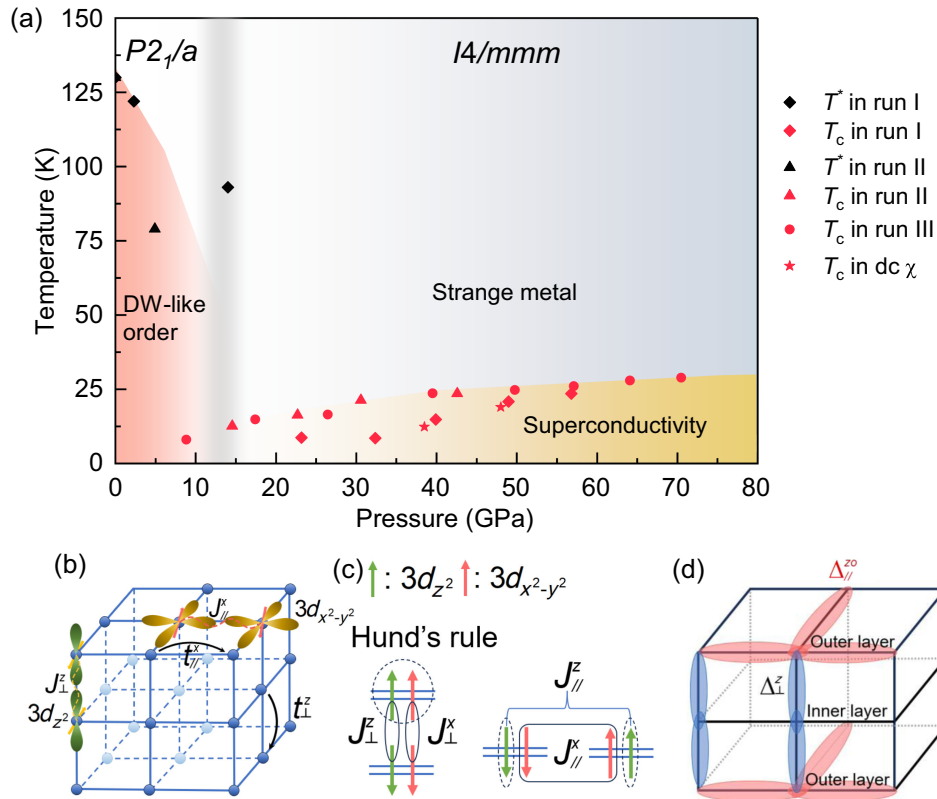 (a)
P2₁/a
I4/mmm
150
125
100
75
50
25
0
Temperature (K)
DW-like
order
Strange metal
Superconductivity
0 10 20 30 40 50 60 70 80
Pressure (GPa)
T* in run I
Tc in run I
T* in run II
Tc in run II
Tc in run III
Tc in dc χ
(b)
J//ˣ
3dx²-y²
t//ˣ
J⊥ᶻ
3dz²
t⊥ᶻ
(c)
: 3dz² : 3dx²-y²
Hund's rule
J⊥ᶻ J⊥ˣ
J//ᶻ
J//ˣ
(d)
Δ//ᶻᵒ
Outer layer
Δ⊥ᶻ
Inner layer
Outer layer